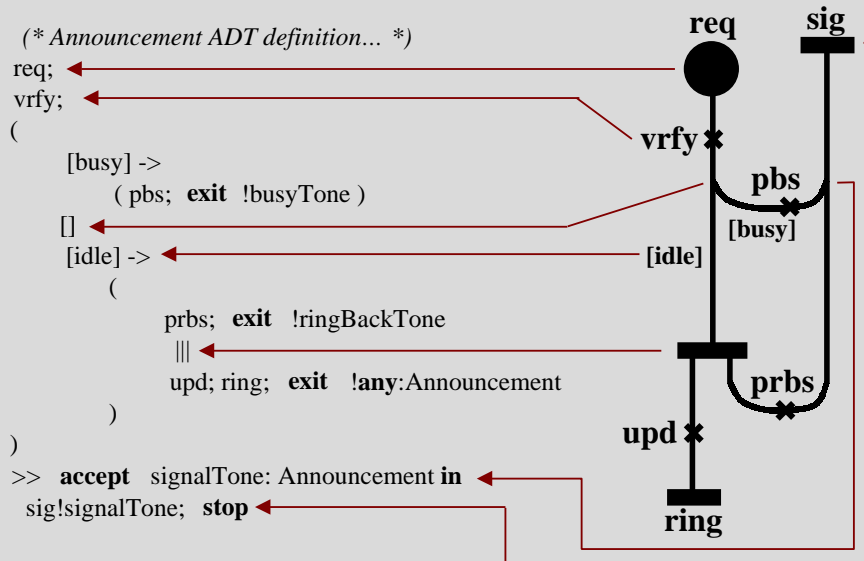 (* Announcement ADT definition… *)
req;
vrfy;
(
[busy] ->
( pbs; exit !busyTone )
[]
[idle] ->
(
prbs; exit !ringBackTone
|||
upd; ring; exit !any:Announcement
)
)
>> accept signalTone: Announcement in
sig!signalTone; stop
req
sig
vrfy
pbs
[busy]
[idle]
prbs
upd
ring